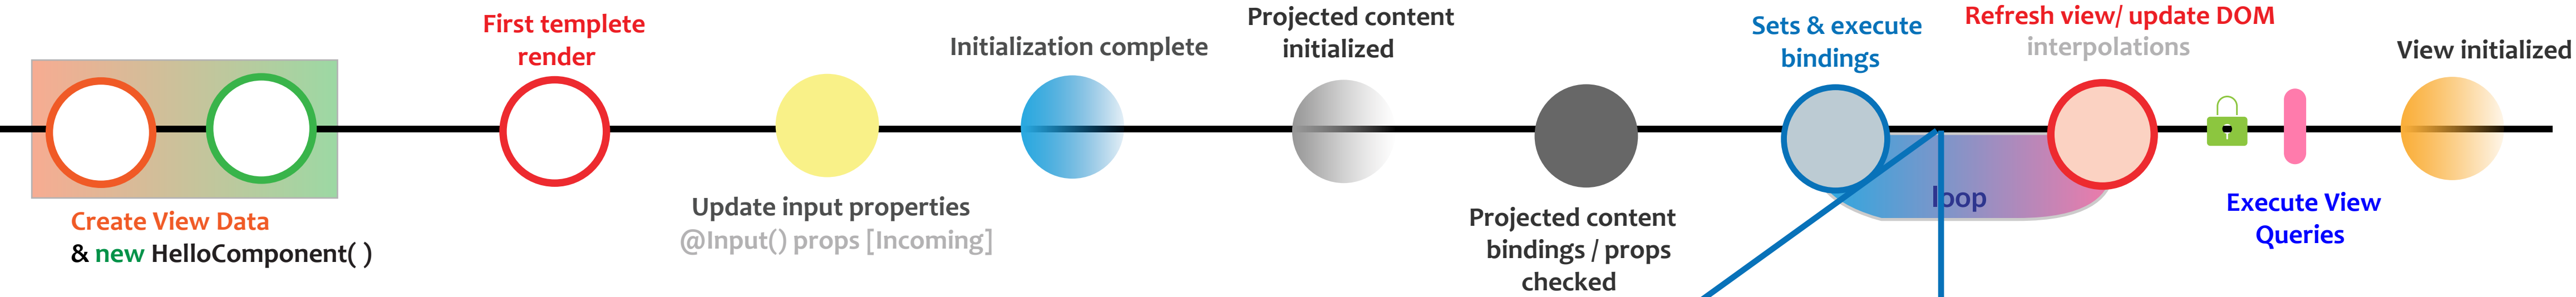 Create View Data
& new HelloComponent( )
First templete
render
Update input properties
@Input() props [Incoming]
Initialization complete
Projected content
initialized
Projected content
bindings / props
checked
Sets & execute
bindings
loop
Refresh view/ update DOM
interpolations
Execute View
Queries
View initialized